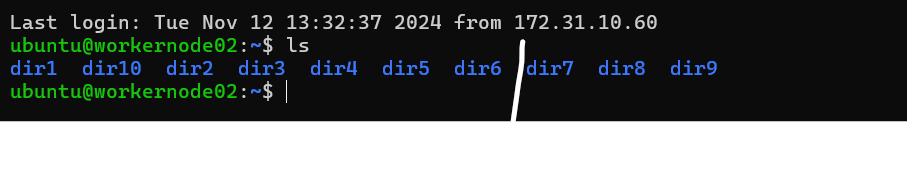 Last login: Tue Nov 12 13:32:37 2024 from 172.31.10.60
ubuntu@workernode02:~$ ls
dir1  dir10  dir2  dir3  dir4  dir5  dir6  dir7  dir8  dir9
ubuntu@workernode02:~$